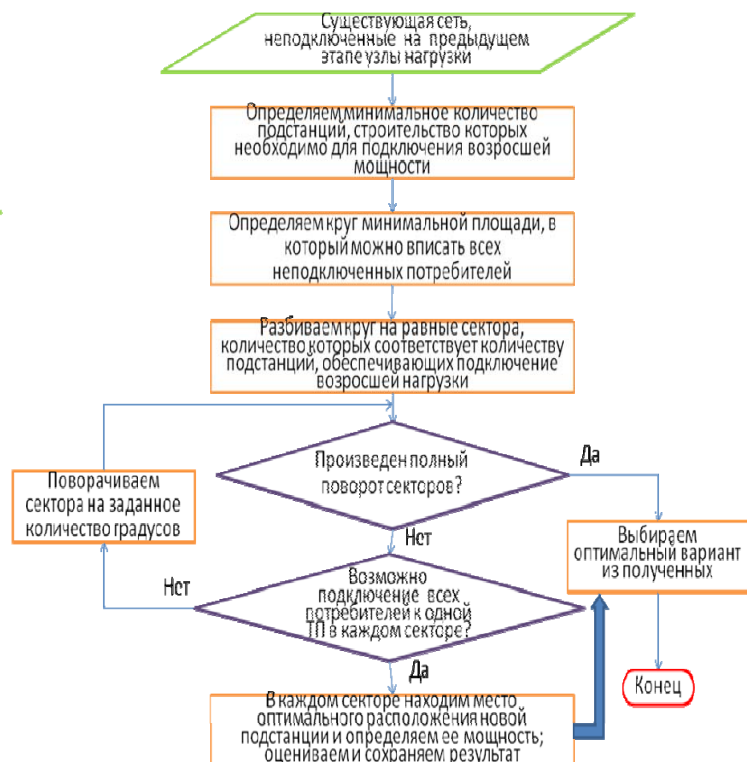 Существующая сеть,
неподключенные на предыдущем
этапе узлы нагрузки
Определяем минимальное количество
подстанций, строительство которых
необходимо для подключения возросшей
мощности
Определяем круг минимальной площади, в
который можно вписать всех
неподключенных потребителей
Разбиваем круг на равные сектора,
количество которых соответствует количеству
подстанций, обеспечивающих подключение
возросшей нагрузки
Произведен полный
поворот секторов?
Да
Поворачиваем
сектора на заданное
количество градусов
Нет
Выбираем
оптимальный вариант
из полученных
Возможно
подключение всех
потребителей к одной
ТП в каждом секторе?
Нет
Да
Конец
В каждом секторе находим место
оптимального расположения новой
подстанции и определяем ее мощность;
оцениваем и сохраняем результат